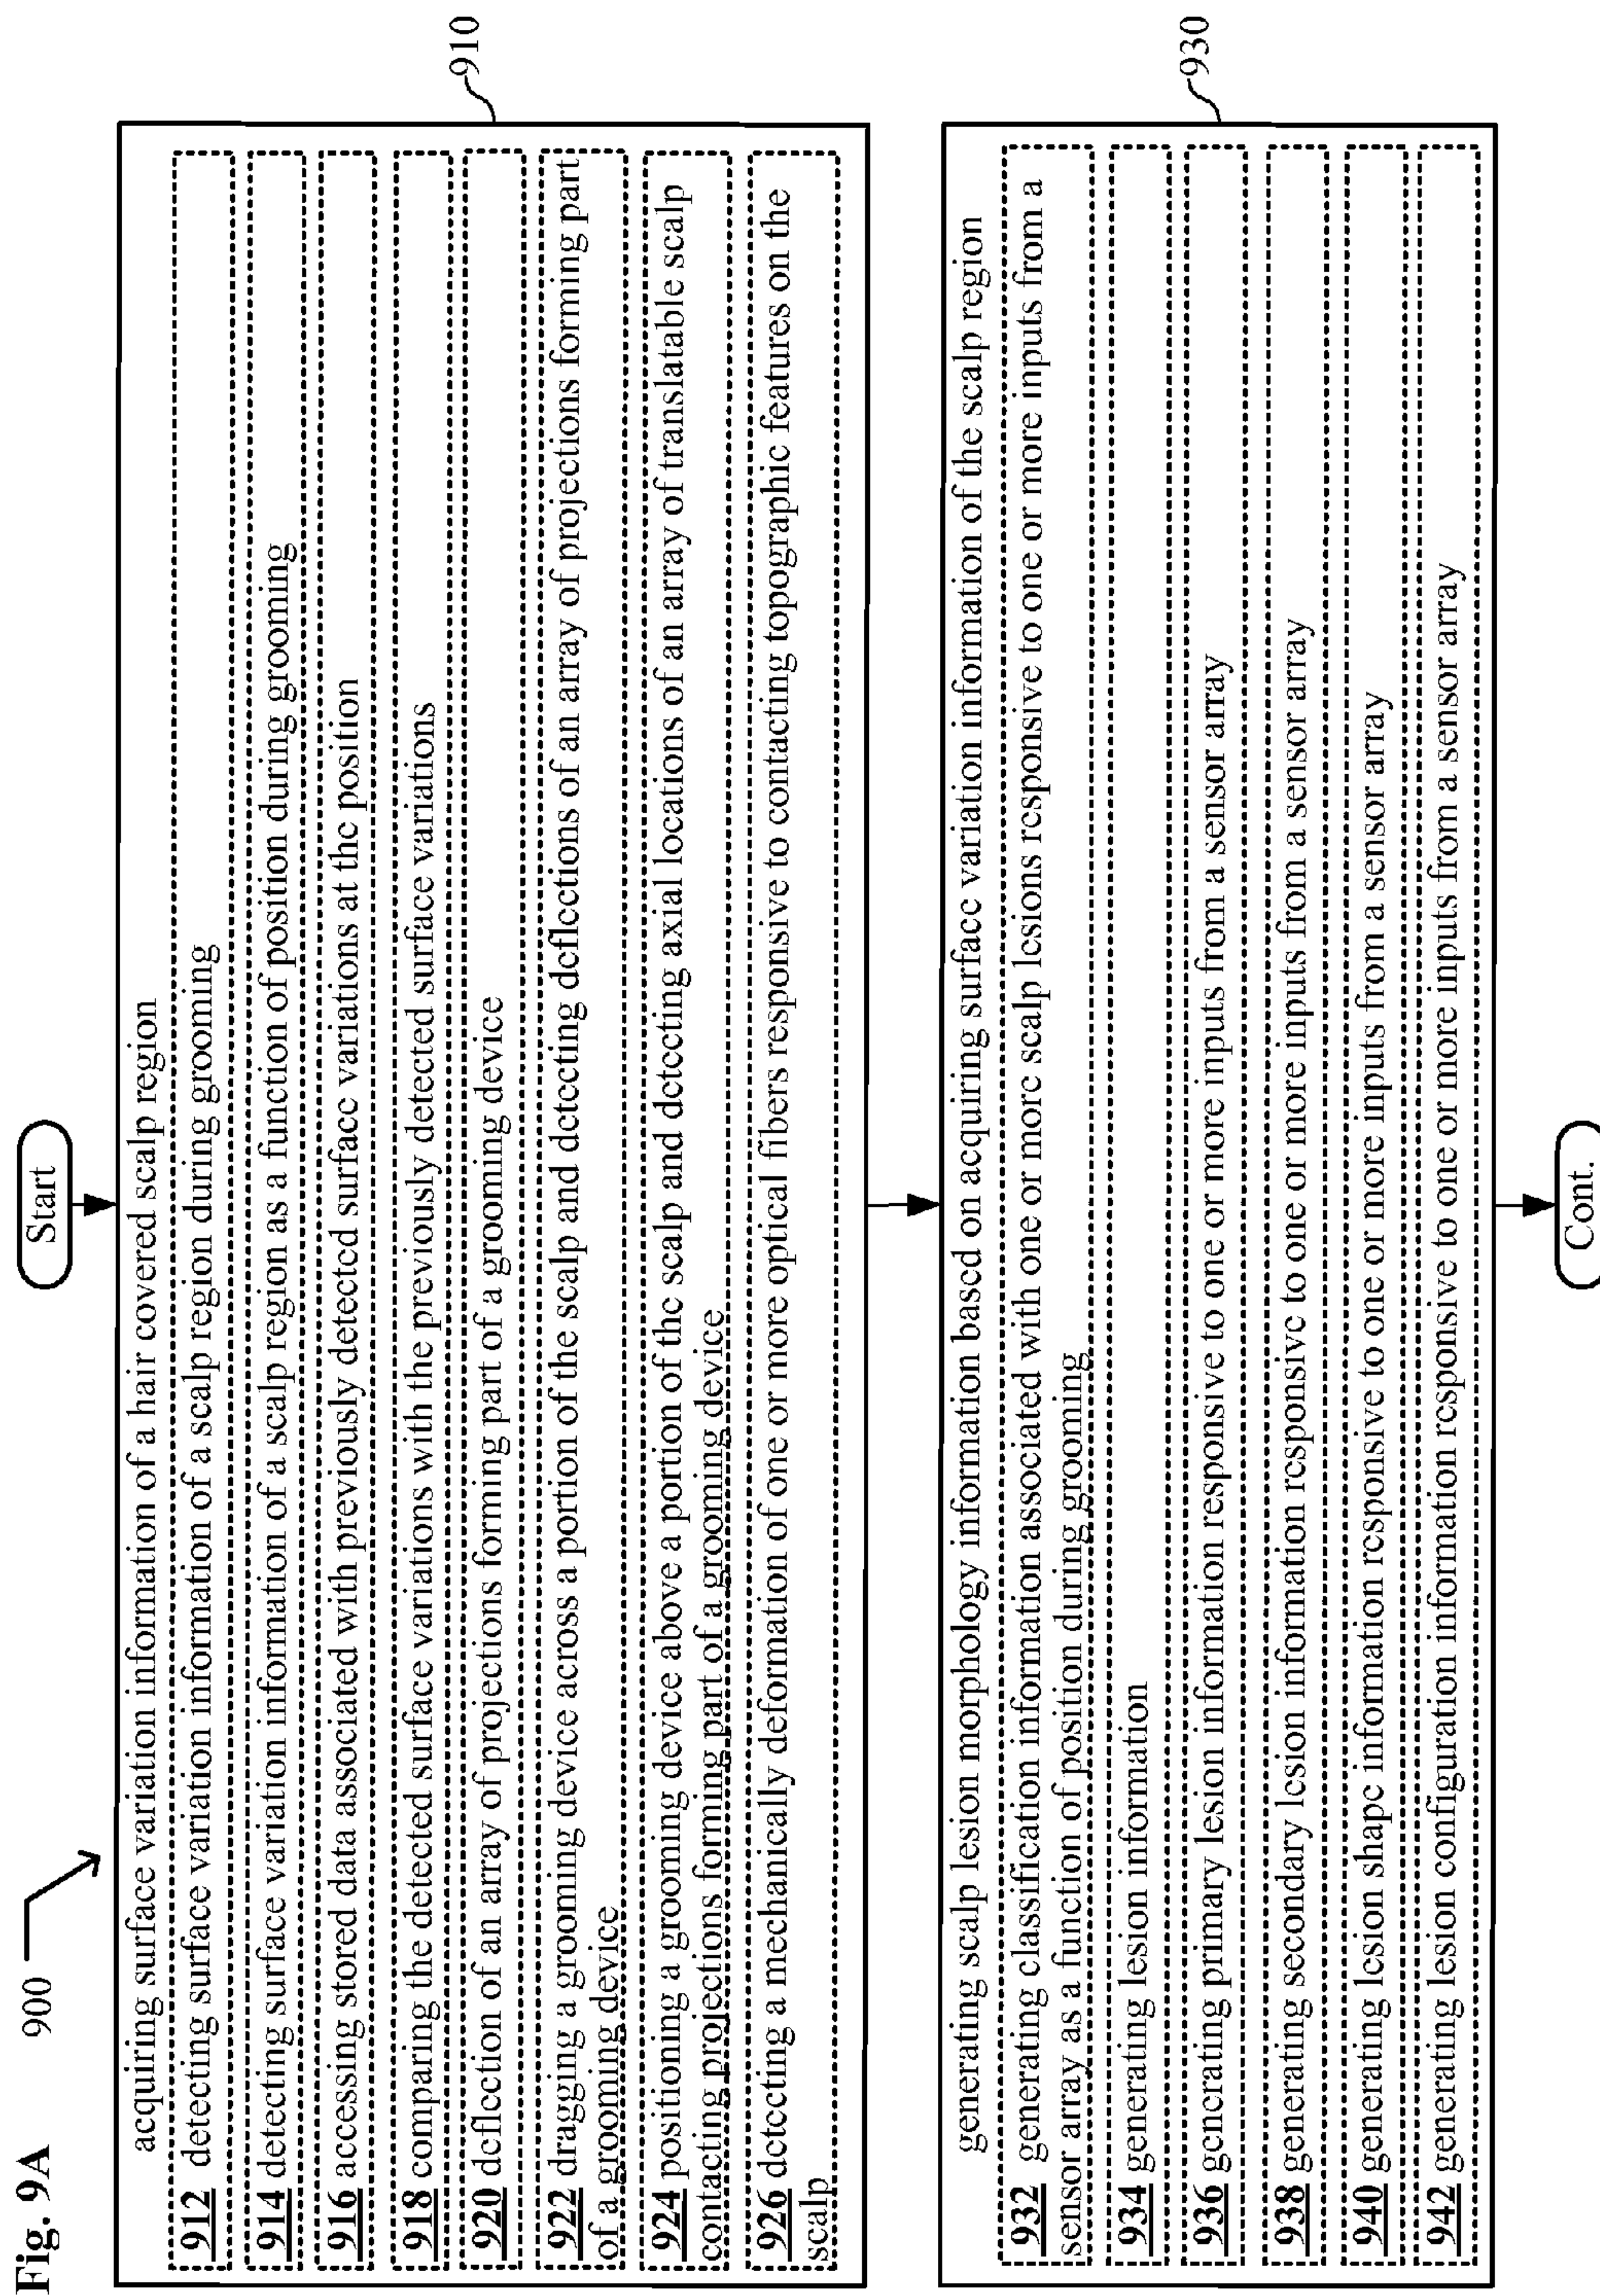 Fig. 9A
900
Start
acquiring surface variation information of a hair covered scalp region
912 detecting surface variation information of a scalp region during grooming
914 detecting surface variation information of a scalp region as a function of position during grooming
916 accessing stored data associated with previously detected surface variations at the position
918 comparing the detected surface variations with the previously detected surface variations
920 deflection of an array of projections forming part of a grooming device
922 dragging a grooming device across a portion of the scalp and detecting deflections of an array of projections forming part
of a grooming device
924 positioning a grooming device above a portion of the scalp and detecting axial locations of an array of translatable scalp
contacting projections forming part of a grooming device
926 detecting a mechanically deformation of one or more optical fibers responsive to contacting topographic features on the
scalp
910
generating scalp lesion morphology information based on acquiring surface variation information of the scalp region
932 generating classification information associated with one or more scalp lesions responsive to one or more inputs from a
sensor array as a function of position during grooming
934 generating lesion information
936 generating primary lesion information responsive to one or more inputs from a sensor array
938 generating secondary lesion information responsive to one or more inputs from a sensor array
940 generating lesion shape information responsive to one or more inputs from a sensor array
942 generating lesion configuration information responsive to one or more inputs from a sensor array
930
Cont.